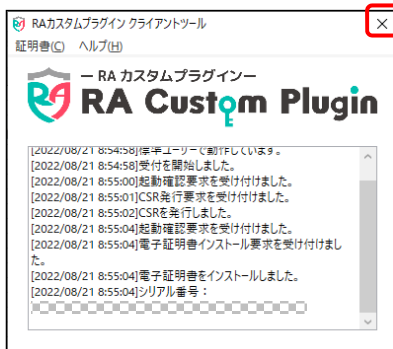 RAカスタムプラグイン クライアントツール
証明書(C) ヘルプ(H)
ー RA カスタムプラグインー
RA Custom Plugin
[2022/08/21 8:54:58]標準ユーザーで動作しています。
[2022/08/21 8:54:58]受付を開始しました。
[2022/08/21 8:55:00]起動確認要求を受け付けました。
[2022/08/21 8:55:01]CSR発行要求を受け付けました。
[2022/08/21 8:55:02]CSRを発行しました。
[2022/08/21 8:55:04]起動確認要求を受け付けました。
[2022/08/21 8:55:04]電子証明書インストール要求を受け付けまし
た。
[2022/08/21 8:55:04]電子証明書をインストールしました。
[2022/08/21 8:55:04]シリアル番号：